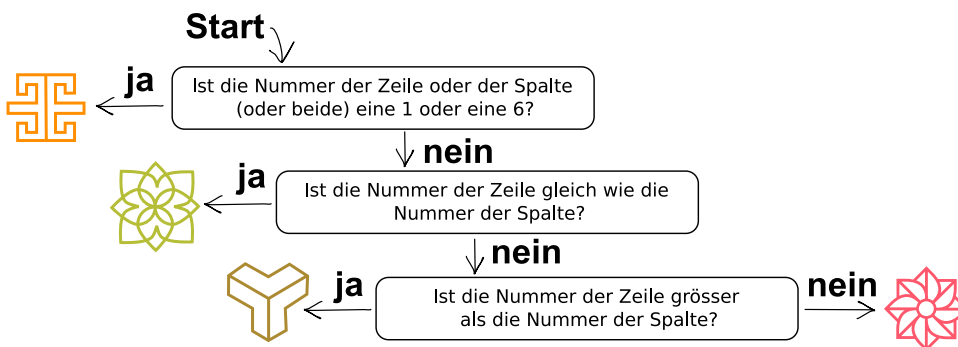 Start
ja
Ist die Nummer der Zeile oder der Spalte
(oder beide) eine 1 oder eine 6?
nein
ja
Ist die Nummer der Zeile gleich wie die
Nummer der Spalte?
nein
ja
Ist die Nummer der Zeile grösser
als die Nummer der Spalte?
nein